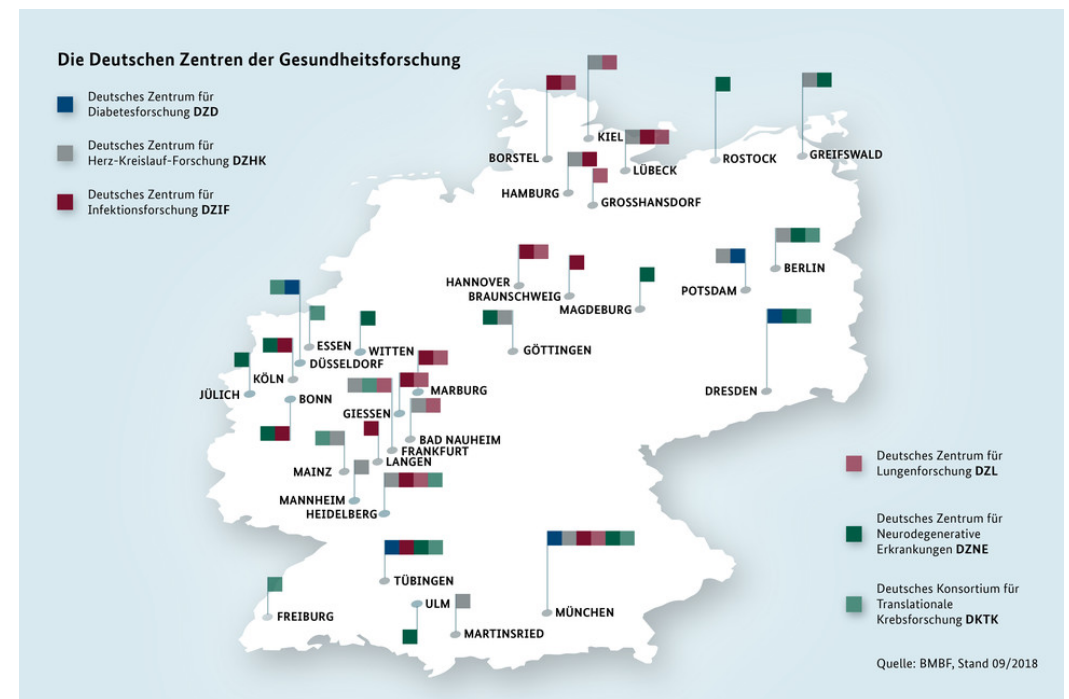 Die Deutschen Zentren der Gesundheitsforschung
Deutsches Zentrum für
Diabetesforschung DZD
Deutsches Zentrum für
Herz-Kreislauf-Forschung DZHK
Deutsches Zentrum für
Infektionsforschung DZIF
KIEL
BORSTEL
LÜBECK
ROSTOCK
GREIFSWALD
HAMBURG
GROSSHANSDORF
HANNOVER
BRAUNSCHWEIG
MAGDEBURG
POTSDAM
BERLIN
ESSEN
WITTEN
GÖTTINGEN
DÜSSELDORF
KÖLN
JÜLICH
BONN
MARBURG
DRESDEN
GIESSEN
BAD NAUHEIM
FRANKFURT
LANGEN
MAINZ
MANNHEIM
HEIDELBERG
TÜBINGEN
ULM
FREIBURG
MARTINSRIED
MÜNCHEN
Deutsches Zentrum für
Lungenforschung DZL
Deutsches Zentrum für
Neurodegenerative
Erkrankungen DZNE
Deutsches Konsortium für
Translationale
Krebsforschung DKTK
Quelle: BMBF, Stand 09/2018